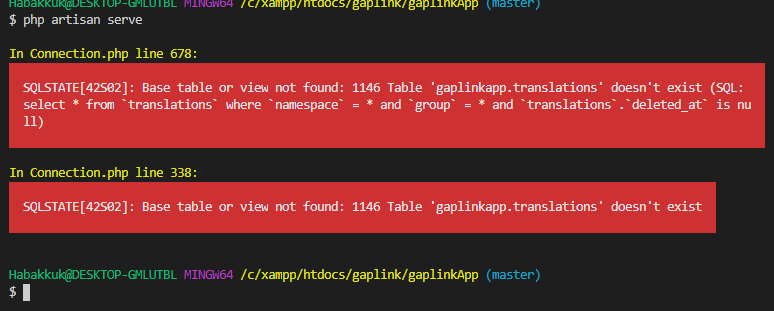 Habakkuk@DESKTOP-GMLUTBL MINGW64 /c/xampp/htdocs/gaplink/gaplinkApp (master)
$ php artisan serve
In Connection.php line 678:
SQLSTATE[42S02]: Base table or view not found: 1146 Table 'gaplinkapp.translations' doesn't exist (SQL:
select * from `translations` where `namespace` = * and `group` = * and `translations`.`deleted_at` is nu
ll)
In Connection.php line 338:
SQLSTATE[42S02]: Base table or view not found: 1146 Table 'gaplinkapp.translations' doesn't exist
Habakkuk@DESKTOP-GMLUTBL MINGW64 /c/xampp/htdocs/gaplink/gaplinkApp (master)
$